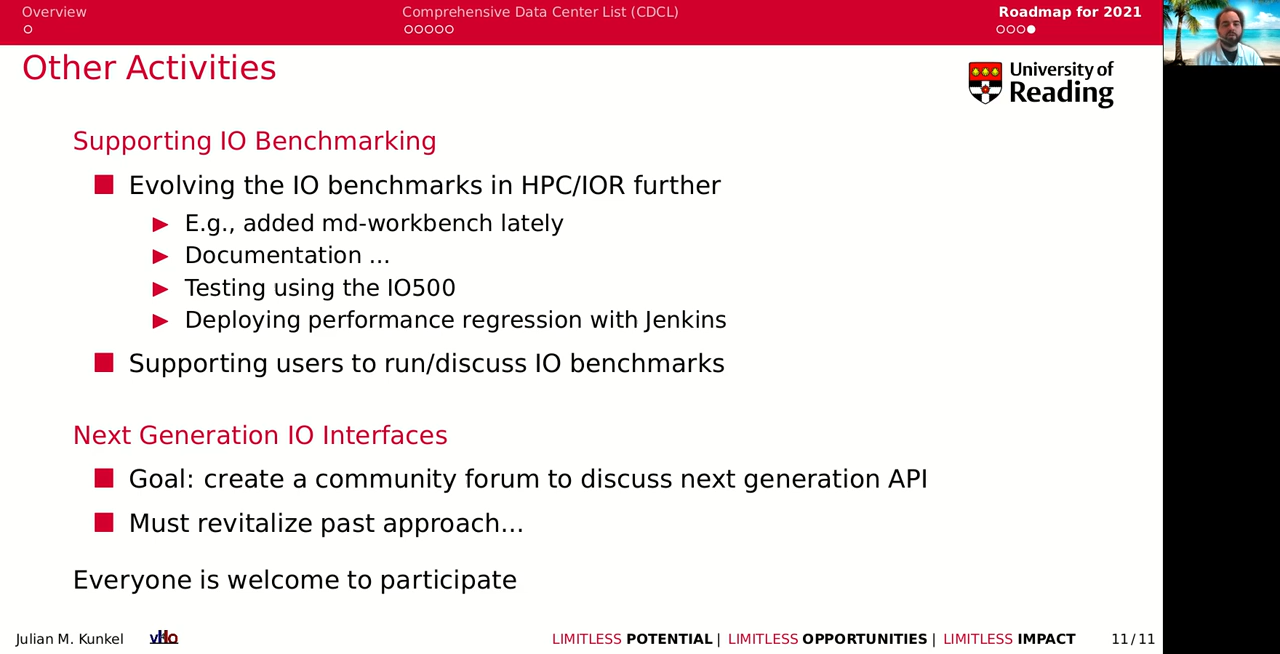 Overview
Comprehensive Data Center List (CDCL)
Roadmap for 2021
Other Activities
University of
Reading
Supporting IO Benchmarking
Evolving the IO benchmarks in HPC/IOR further
E.g., added md-workbench lately
Documentation ...
Testing using the IO500
Deploying performance regression with Jenkins
Supporting users to run/discuss IO benchmarks
Next Generation IO Interfaces
Goal: create a community forum to discuss next generation API
Must revitalize past approach...
Everyone is welcome to participate
Julian M. Kunkel
LIMITLESS POTENTIAL | LIMITLESS OPPORTUNITIES | LIMITLESS IMPACT
11/11